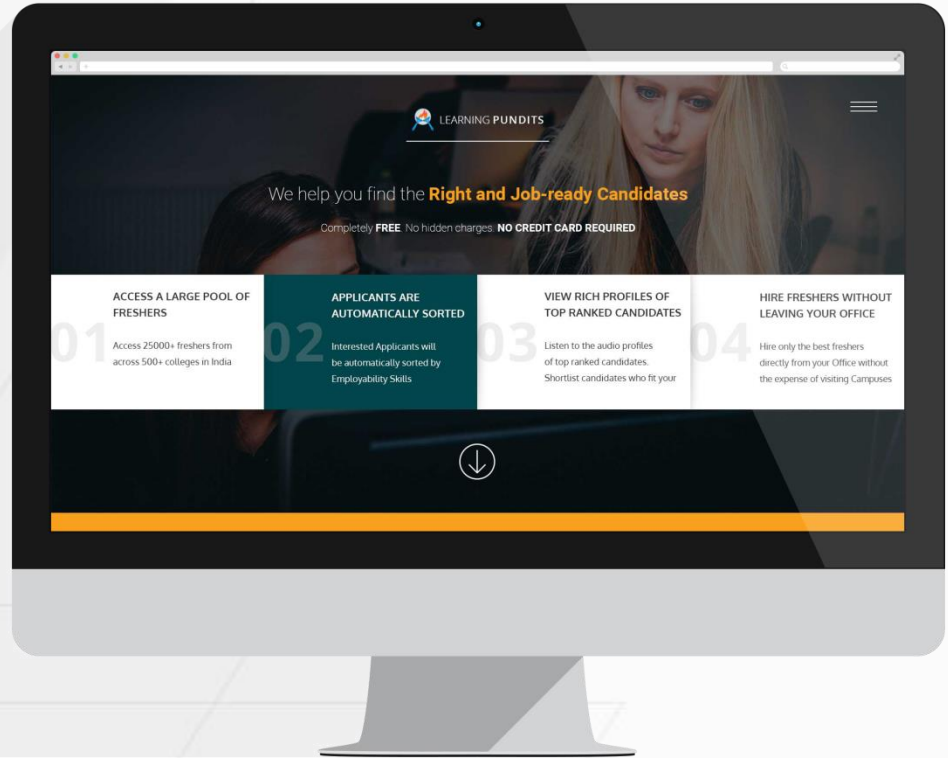 LEARNING PUNDITS
We help you find the Right and Job-ready Candidates
Completely FREE. No hidden charges. NO CREDIT CARD REQUIRED
01
ACCESS A LARGE POOL OF
FRESHERS
Access 25000+ freshers from
across 500+ colleges in India
02
APPLICANTS ARE
AUTOMATICALLY SORTED
Interested Applicants will
be automatically sorted by
Employability Skills
03
VIEW RICH PROFILES OF
TOP RANKED CANDIDATES
Listen to the audio profiles
of top ranked candidates.
Shortlist candidates who fit your
04
HIRE FRESHERS WITHOUT
LEAVING YOUR OFFICE
Hire only the best freshers
directly from your Office without
the expense of visiting Campuses